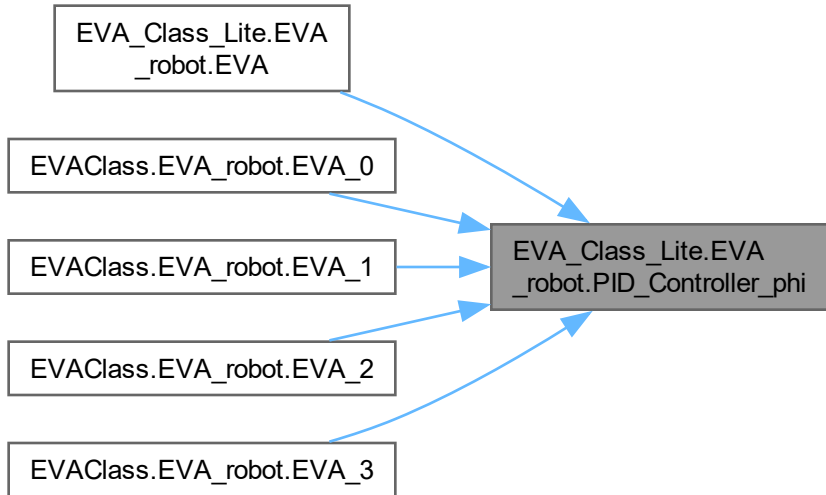 EVA_Class_Lite.EVA
_robot.EVA
EVAClass.EVA_robot.EVA_0
EVAClass.EVA_robot.EVA_1
EVA_Class_Lite.EVA
_robot.PID_Controller_phi
EVAClass.EVA_robot.EVA_2
EVAClass.EVA_robot.EVA_3